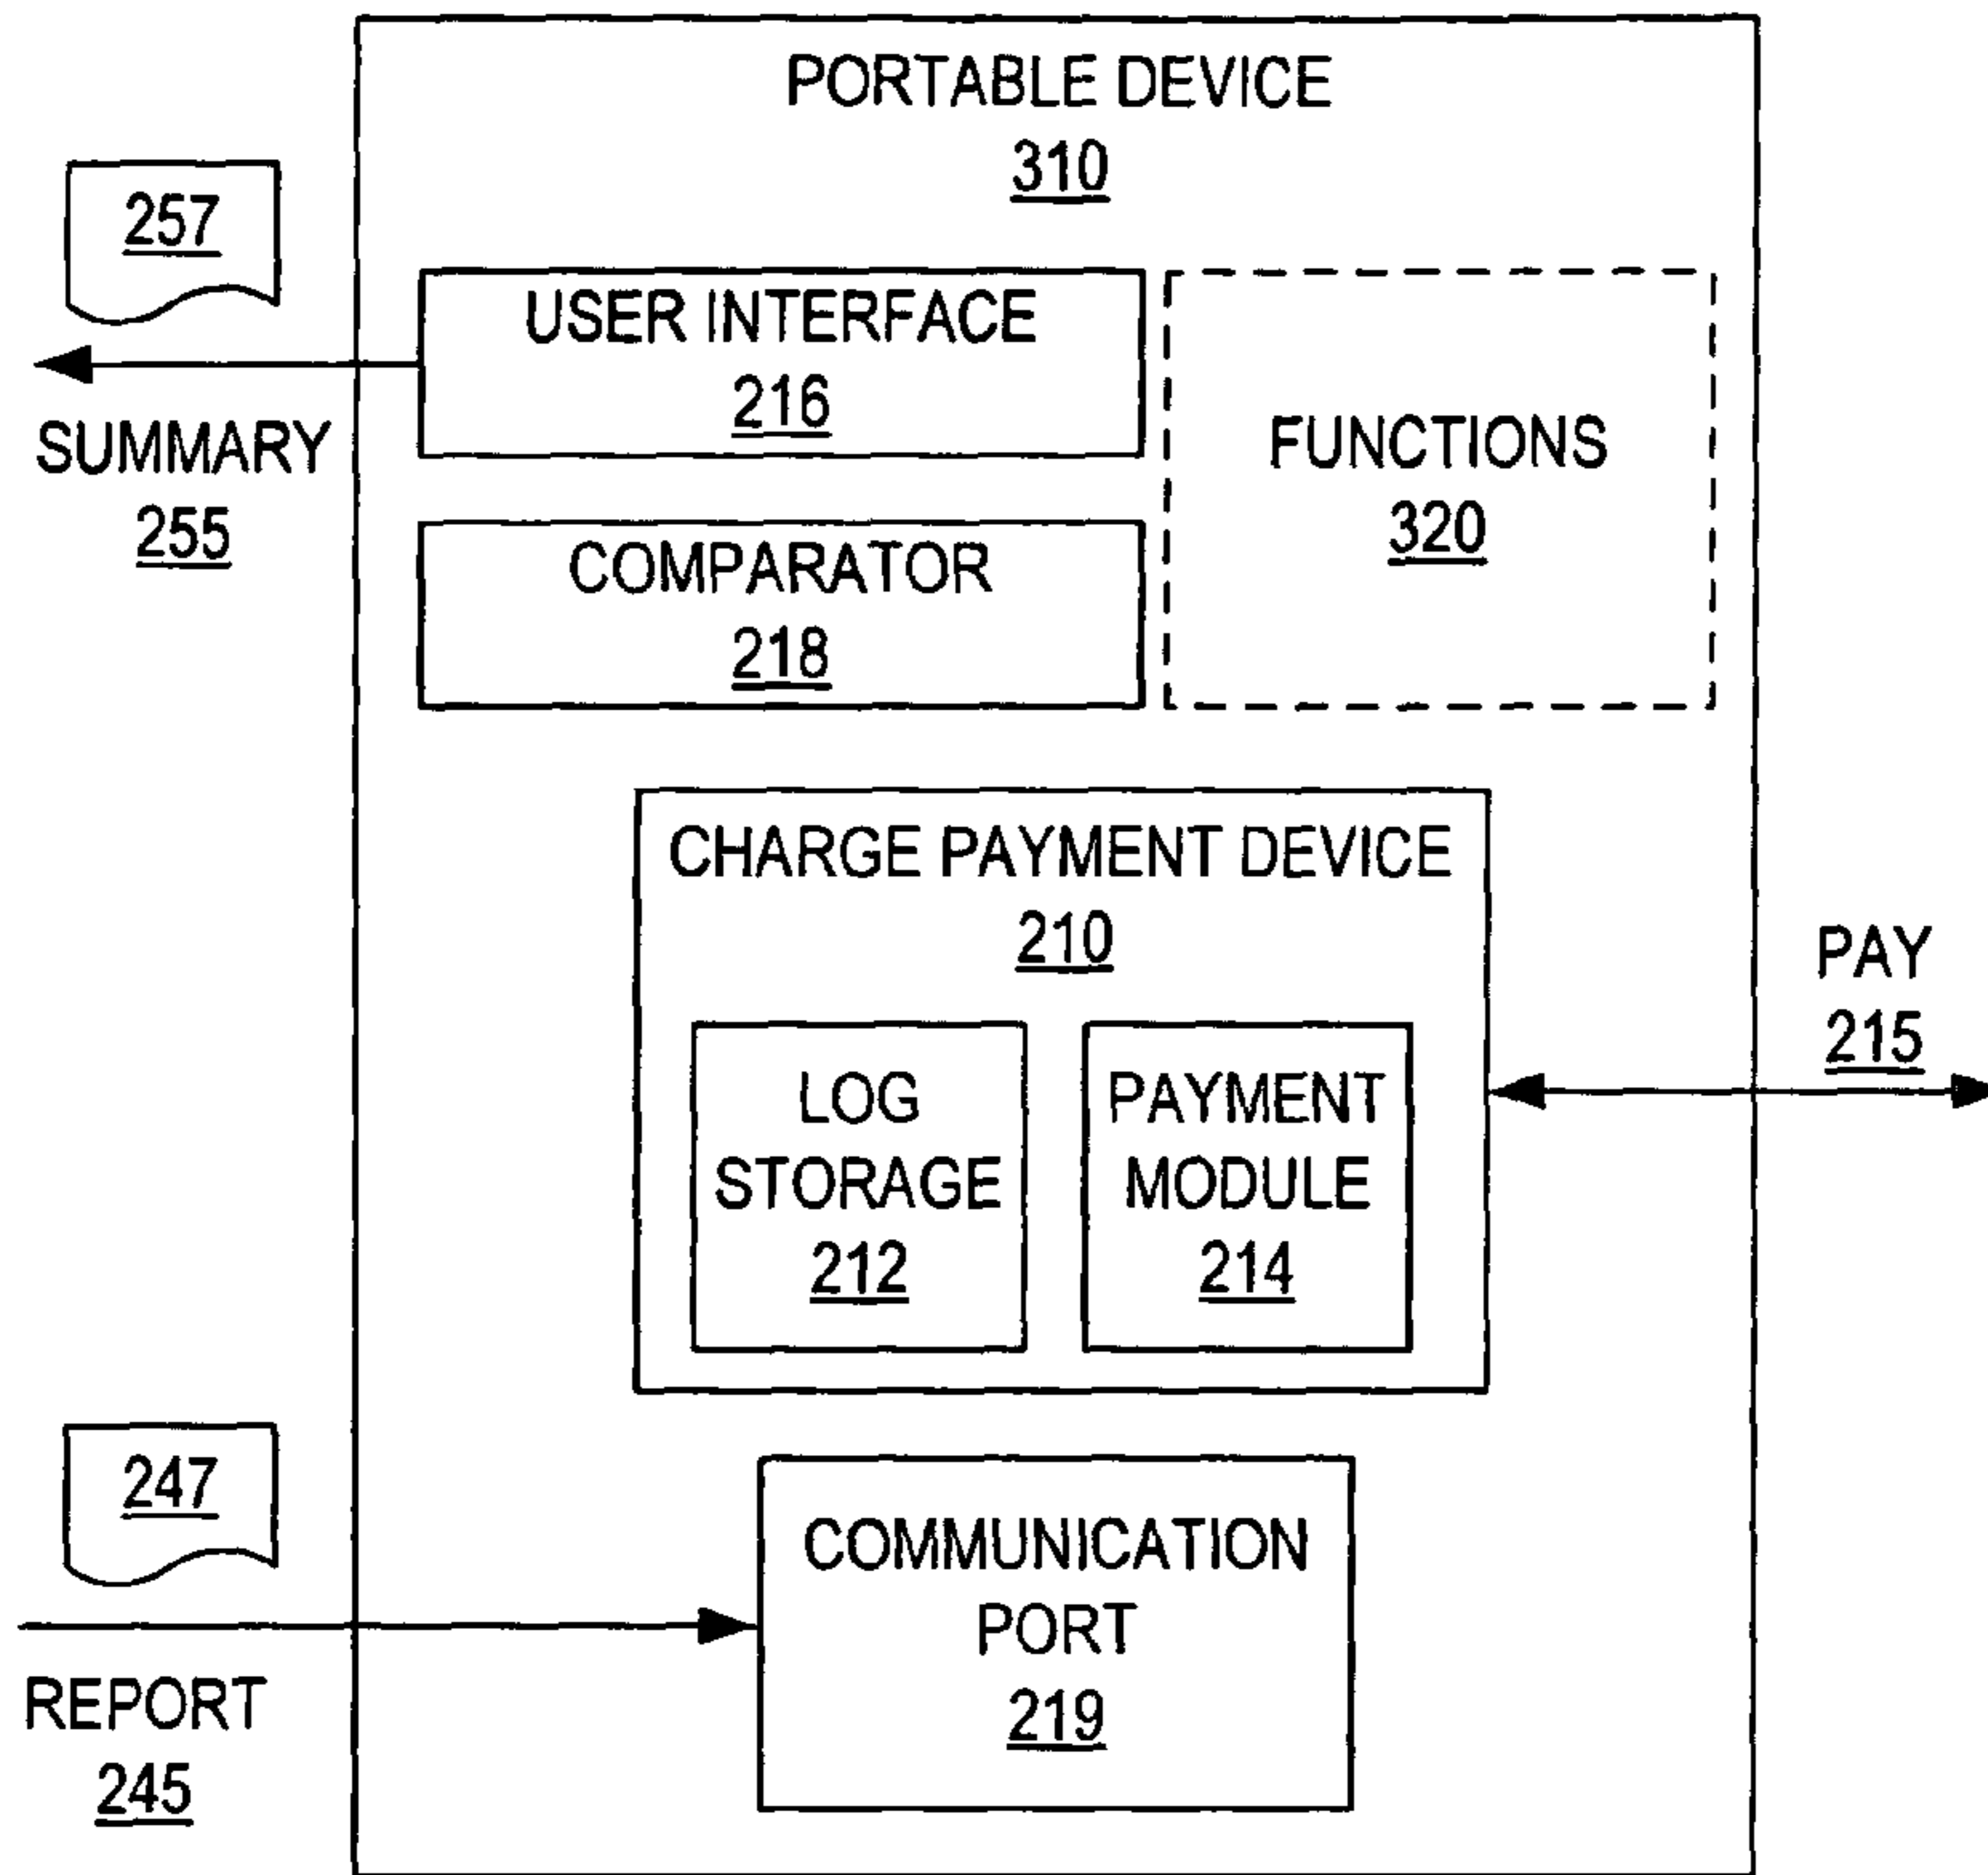 PORTABLE DEVICE
310
257
USER INTERFACE
216
SUMMARY
255
FUNCTIONS
320
COMPARATOR
218
CHARGE PAYMENT DEVICE
210
PAY
215
LOG
STORAGE
212
PAYMENT
MODULE
214
247
COMMUNICATION
PORT
219
REPORT
245